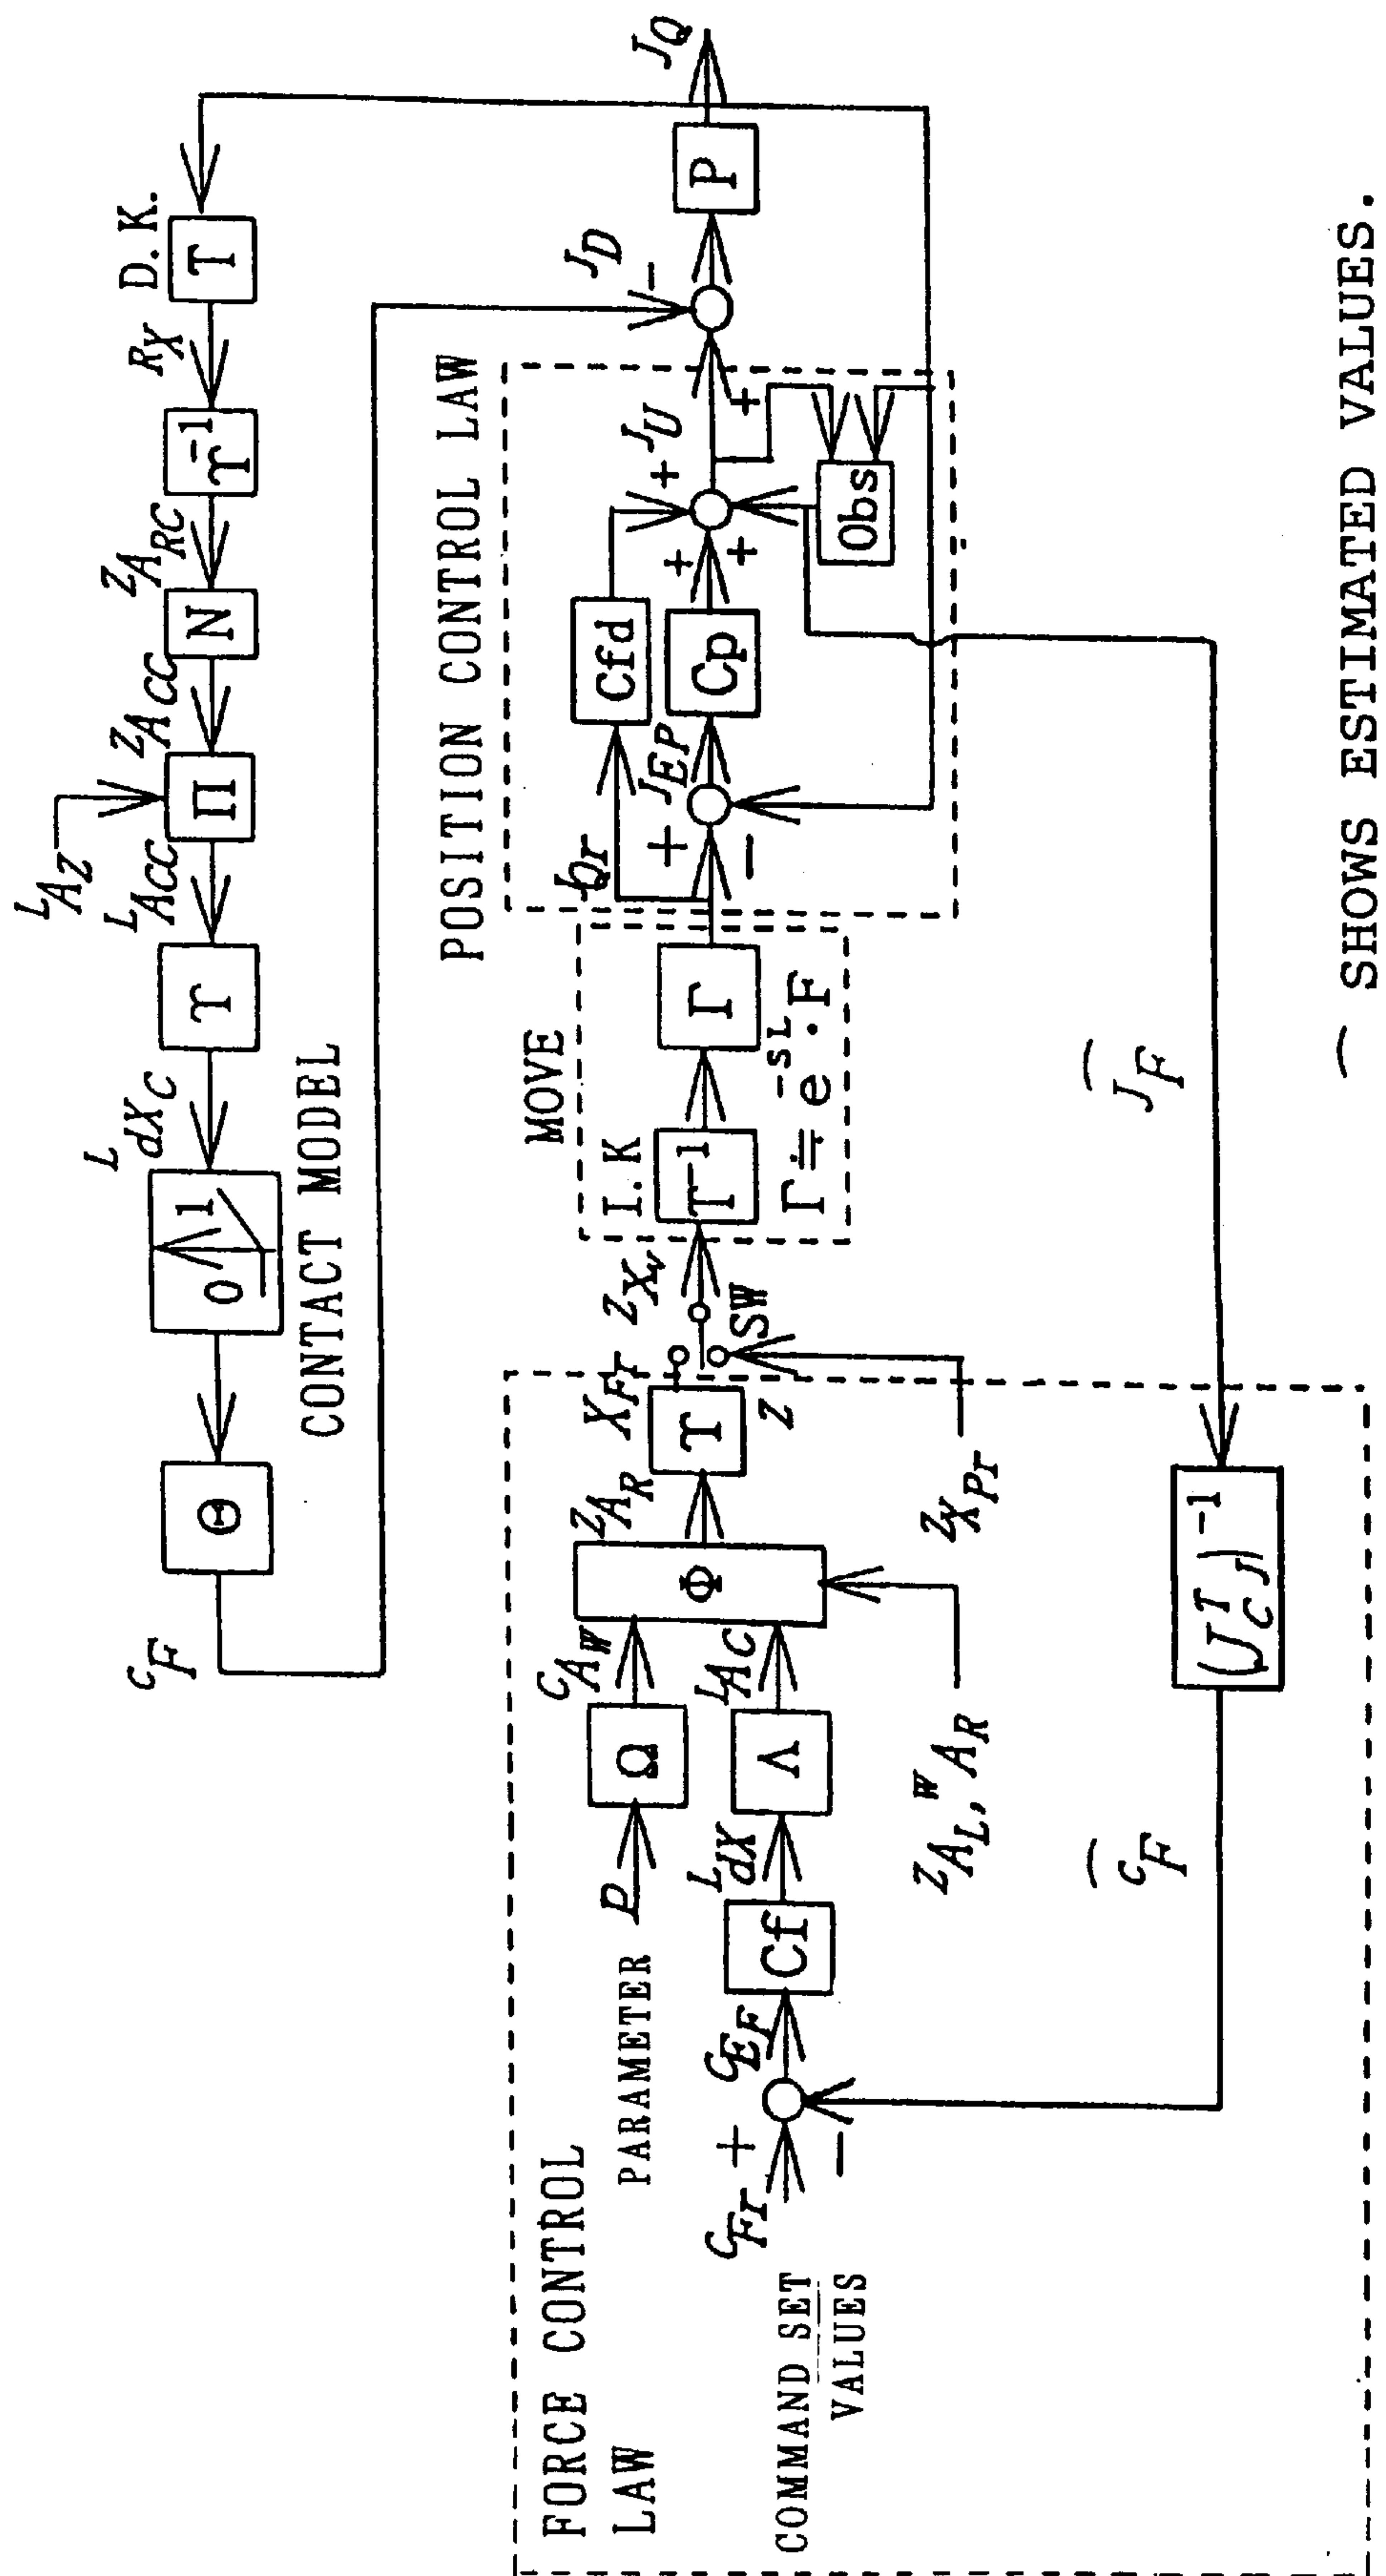 FORCE CONTROL
LAW
COMMAND SET
VALUES
PARAMETER
p
Ω
C_A_W
C_Fr
+
−
C_E_F
Cf
L_dX
Λ
L_A_C
Φ
Z_A_L, W_A_R
Z_A_R
Υ
X_Fr
Z
Z_X_Pr
SW
Z_X_r
MOVE
I.K
T⁻¹
Γ
Γ≒e^-sL·F
POSITION CONTROL LAW
J_Qr
+
−
J_EP
Cfd
Cp
+
+
+
J_U
+
Obs
J_D
−
P
J_Q
D.K.
T
R_X
Υ⁻¹
Z_A_RC
N
Z_A_CC
Π
L_A_Z
L_A_CC
Υ
L_dX_C
0
1
CONTACT MODEL
Θ
C_F
J_F
(J_C^T J)⁻¹
C_F
⌒ SHOWS ESTIMATED VALUES.